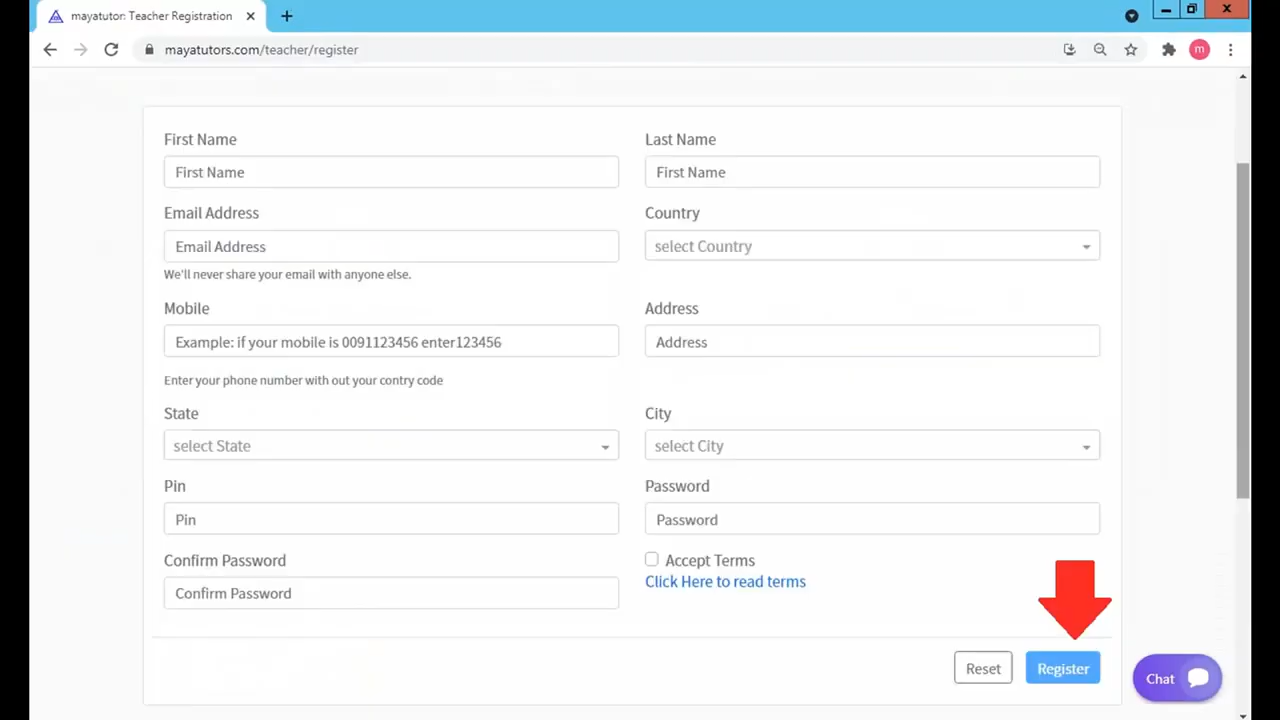 mayatutor: Teacher Registration
mayatutors.com/teacher/register
m
First Name
Last Name
First Name
First Name
Email Address
Country
Email Address
select Country
We'll never share your email with anyone else.
Mobile
Address
Example: if your mobile is 0091123456 enter123456
Address
Enter your phone number with out your contry code
State
City
select State
select City
Pin
Password
Pin
Password
Confirm Password
Accept Terms
Click Here to read terms
Confirm Password
Reset
Register
Chat